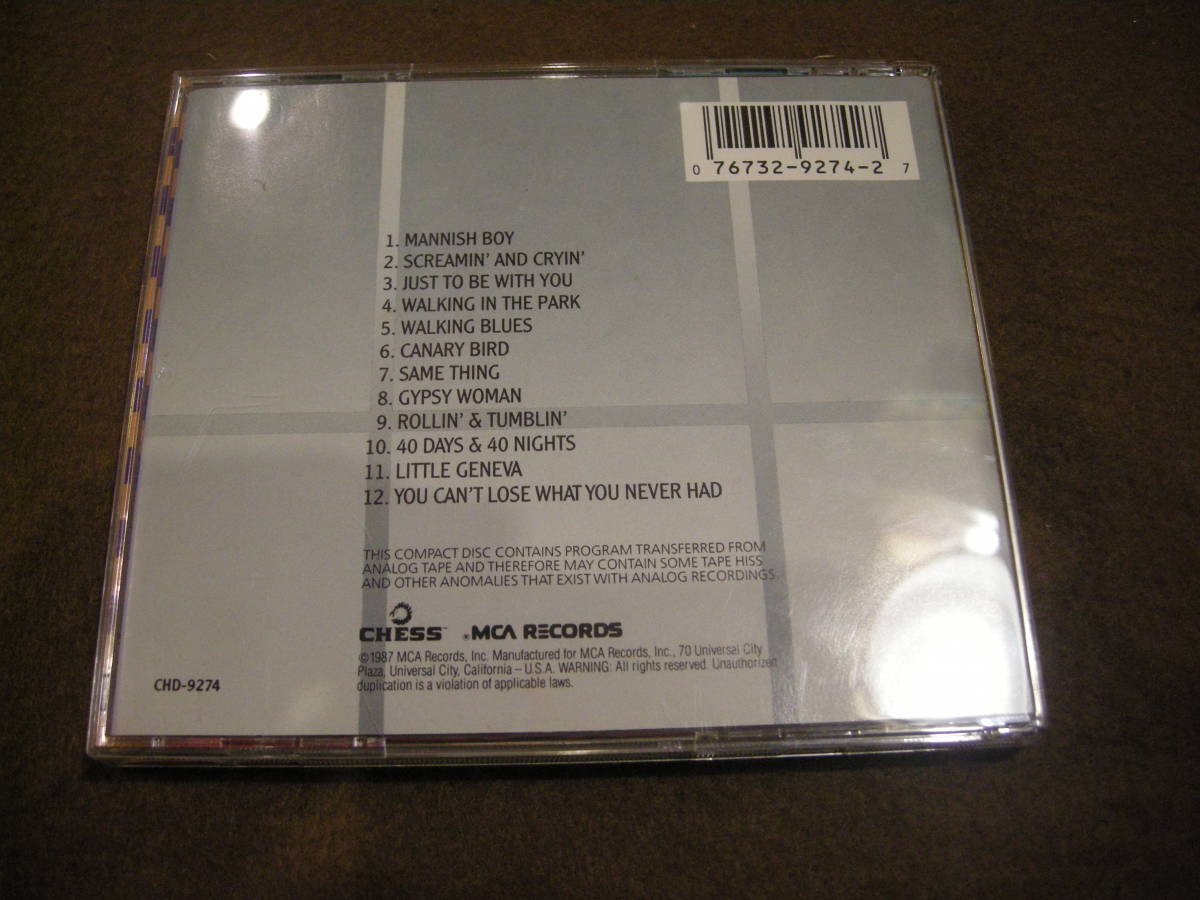 0 76732-9274-2 7
1. MANNISH BOY
2. SCREAMIN' AND CRYIN'
3. JUST TO BE WITH YOU
4. WALKING IN THE PARK
5. WALKING BLUES
6. CANARY BIRD
7. SAME THING
8. GYPSY WOMAN
9. ROLLIN' & TUMBLIN'
10. 40 DAYS & 40 NIGHTS
11. LITTLE GENEVA
12. YOU CAN'T LOSE WHAT YOU NEVER HAD
THIS COMPACT DISC CONTAINS PROGRAM TRANSFERRED FROM
ANALOG TAPE AND THEREFORE MAY CONTAIN SOME TAPE HISS
AND OTHER ANOMALIES THAT EXIST WITH ANALOG RECORDINGS.
CHESS™ ®MCA RECORDS
©1987 MCA Records, Inc. Manufactured for MCA Records, Inc., 70 Universal City
Plaza, Universal City, California – U.S.A. WARNING: All rights reserved. Unauthorized
duplication is a violation of applicable laws.
CHD-9274